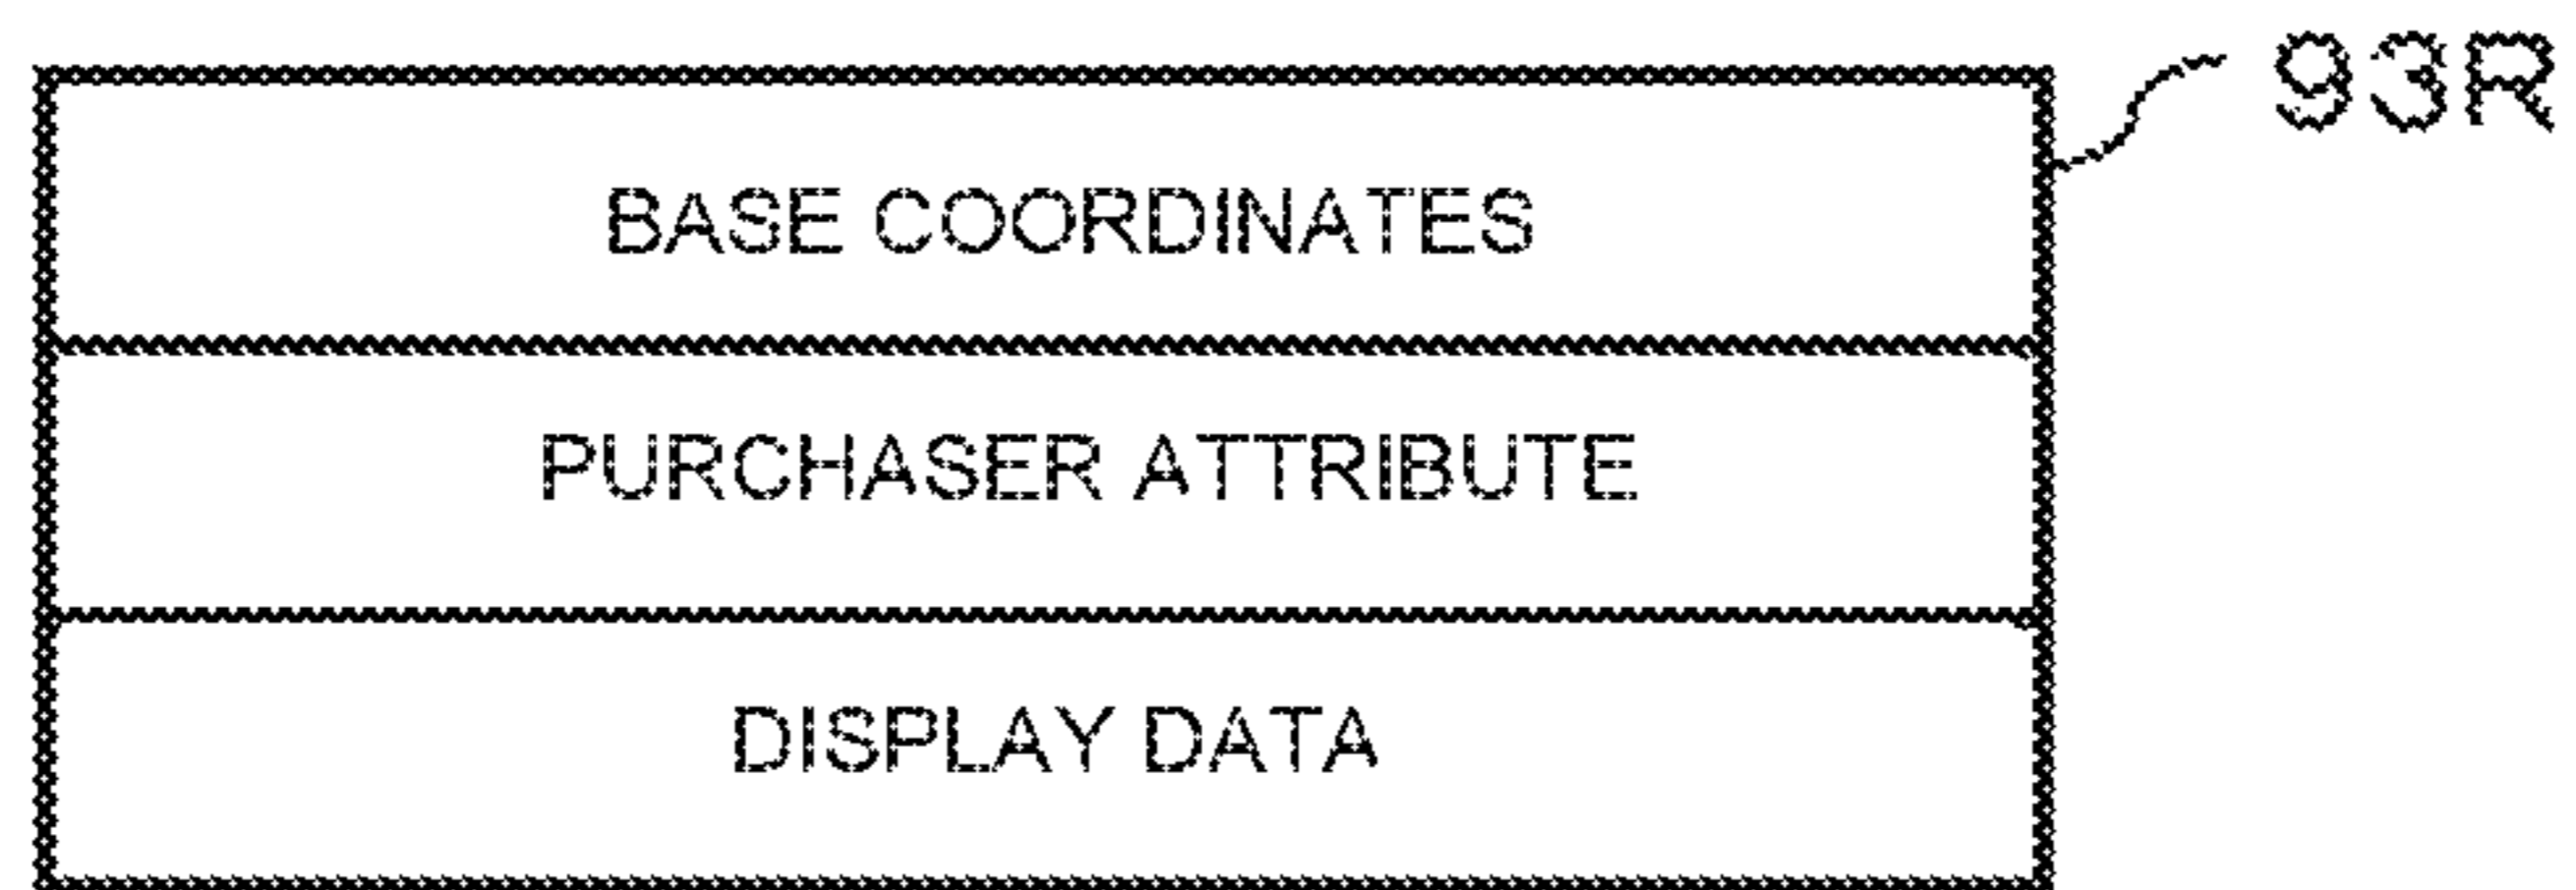 93R
BASE COORDINATES
PURCHASER ATTRIBUTE
DISPLAY DATA